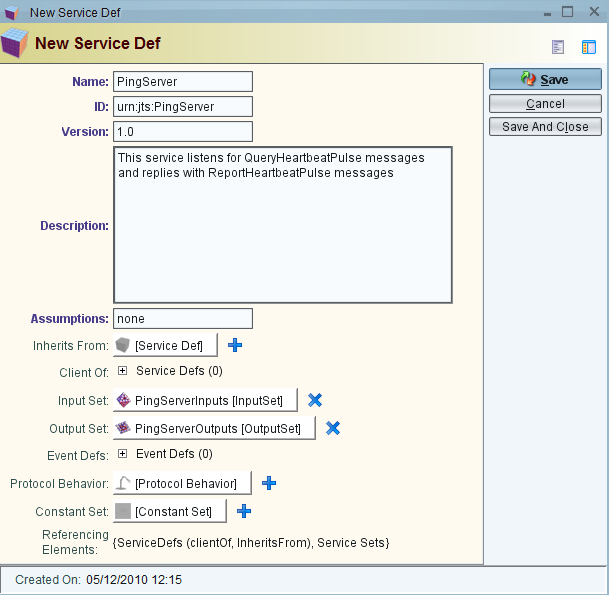 New Service Def
New Service Def
Name: PingServer
ID: urn:jts:PingServer
Version: 1.0
Description: This service listens for QueryHeartbeatPulse messages
and replies with ReportHeartbeatPulse messages
Assumptions: none
Inherits From: [Service Def]
Client Of: Service Defs (0)
Input Set: PingServerInputs [InputSet]
Output Set: PingServerOutputs [OutputSet]
Event Defs: Event Defs (0)
Protocol Behavior: [Protocol Behavior]
Constant Set: [Constant Set]
Referencing
Elements: {ServiceDefs (clientOf, InheritsFrom), Service Sets}
Save
Cancel
Save And Close
Created On: 05/12/2010 12:15